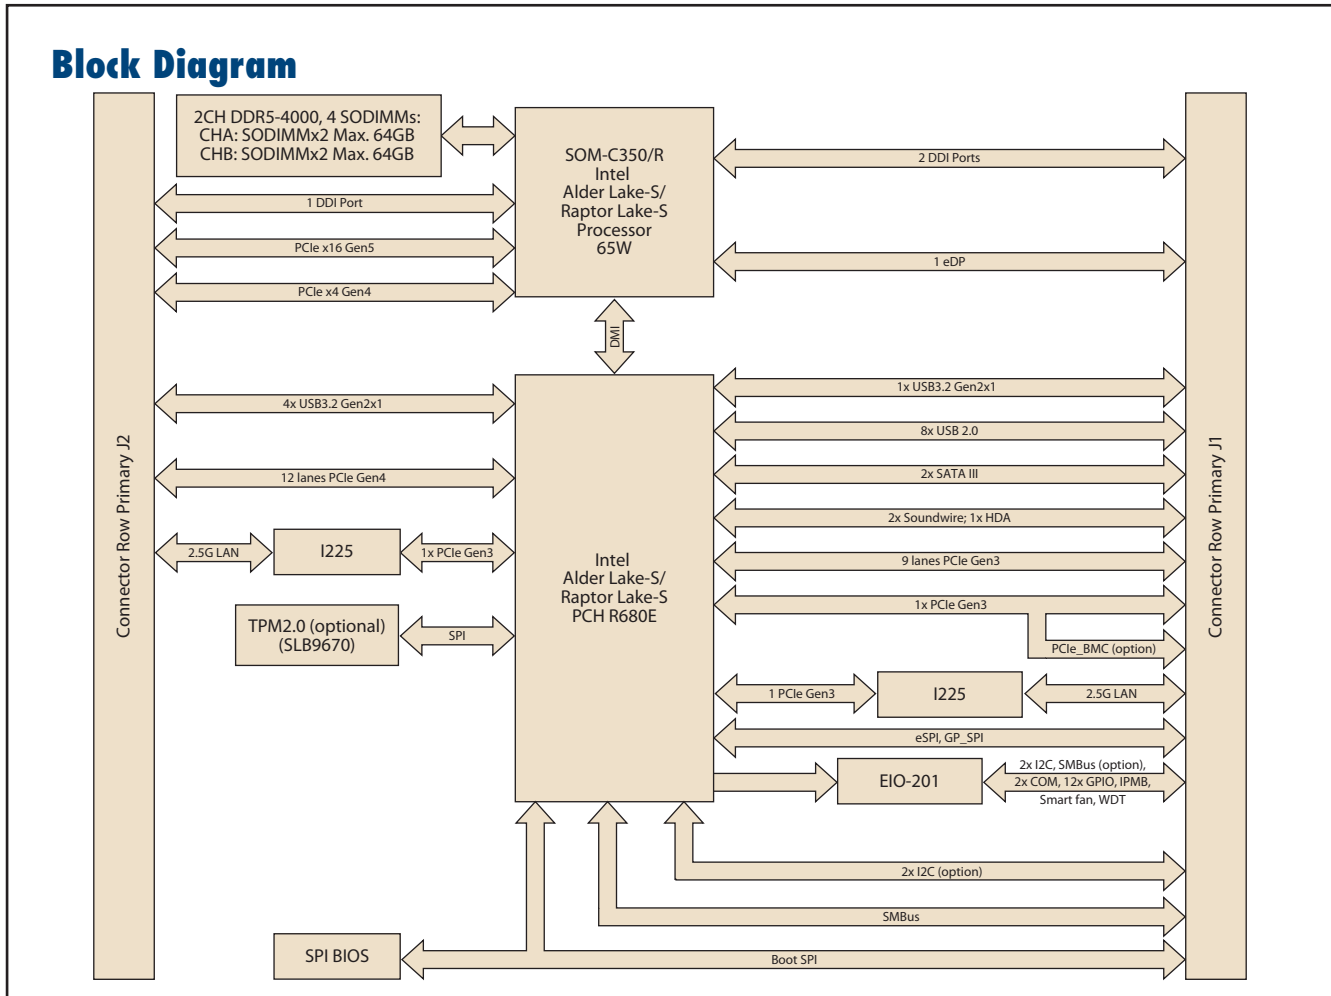 Block Diagram
2CH DDR5-4000, 4 SODIMMs:
CHA: SODIMMx2 Max. 64GB
CHB: SODIMMx2 Max. 64GB
SOM-C350/R
Intel
Alder Lake-S/
Raptor Lake-S
Processor
65W
2 DDI Ports
1 DDI Port
PCIe x16 Gen5
1 eDP
PCIe x4 Gen4
DMI
Connector Row Primary J2
Connector Row Primary J1
4x USB3.2 Gen2x1
12 lanes PCIe Gen4
2.5G LAN
I225
1x PCIe Gen3
TPM2.0 (optional)
(SLB9670)
SPI
Intel
Alder Lake-S/
Raptor Lake-S
PCH R680E
1x USB3.2 Gen2x1
8x USB 2.0
2x SATA III
2x Soundwire; 1x HDA
9 lanes PCIe Gen3
1x PCIe Gen3
PCIe_BMC (option)
1 PCIe Gen3
I225
2.5G LAN
eSPI, GP_SPI
EIO-201
2x I2C, SMBus (option),
2x COM, 12x GPIO, IPMB,
Smart fan, WDT
2x I2C (option)
SMBus
SPI BIOS
Boot SPI